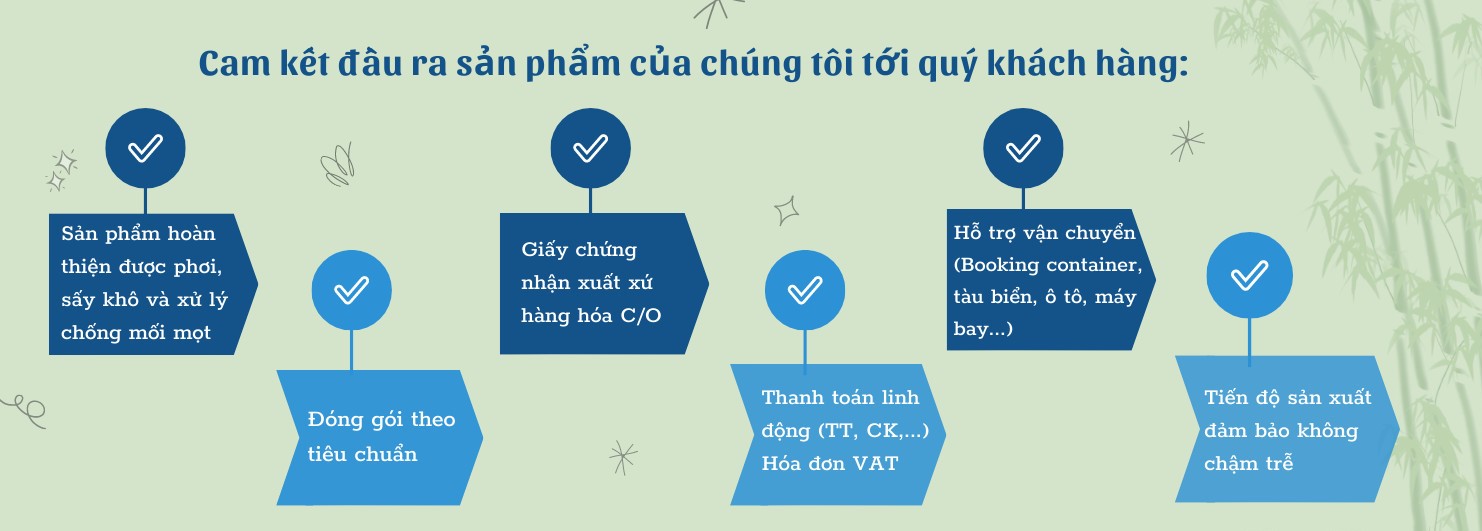 Cam kết đầu ra sản phẩm của chúng tôi tới quý khách hàng:
Sản phẩm hoàn
thiện được phơi,
sấy khô và xử lý
chống mối mọt
Đóng gói theo
tiêu chuẩn
Giấy chứng
nhận xuất xứ
hàng hóa C/O
Thanh toán linh
động (TT, CK,...)
Hóa đơn VAT
Hỗ trợ vận chuyển
(Booking container,
tàu biển, ô tô, máy
bay...)
Tiến độ sản xuất
đảm bảo không
chậm trễ